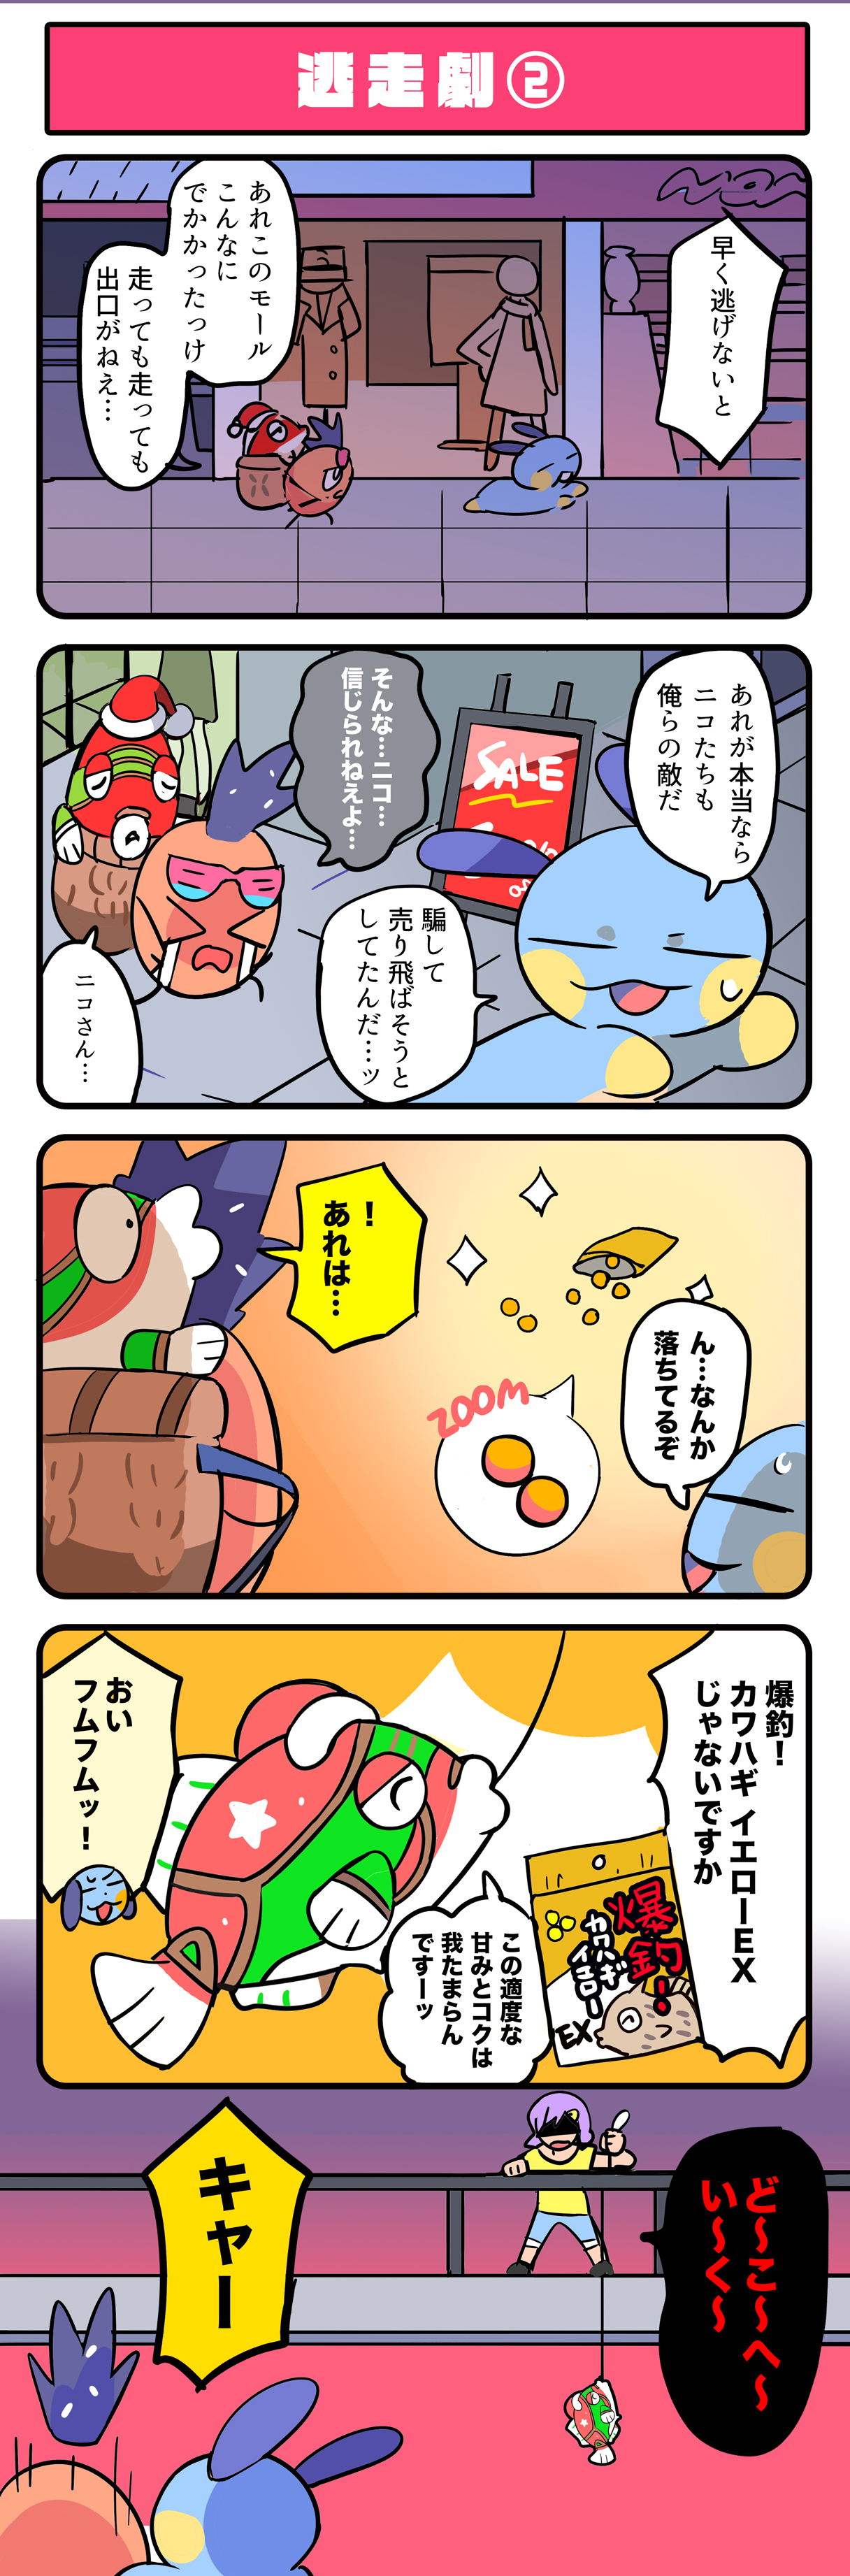 逃走劇②
早く逃げないと
あれこのモール
こんなに
でかかったっけ
走っても走っても
出口がねえ…
あれが本当なら
ニコたちも
俺らの敵だ
SALE
騙して
売り飛ばそうと
してたんだ…ッ
そんな…ニコ…
信じられねえよ…
ニコさん…
ん…なんか
落ちてるぞ
！
あれは…
ZOOM
爆釣！
カワハギ イエローEX
じゃないですか
爆釣！
カワハギ
イエロー
EX
この適度な
甘みとコクは
我たまらん
ですーッ
おい
フムフムッ！
ど〜こ〜へ〜
い〜く〜
キャー